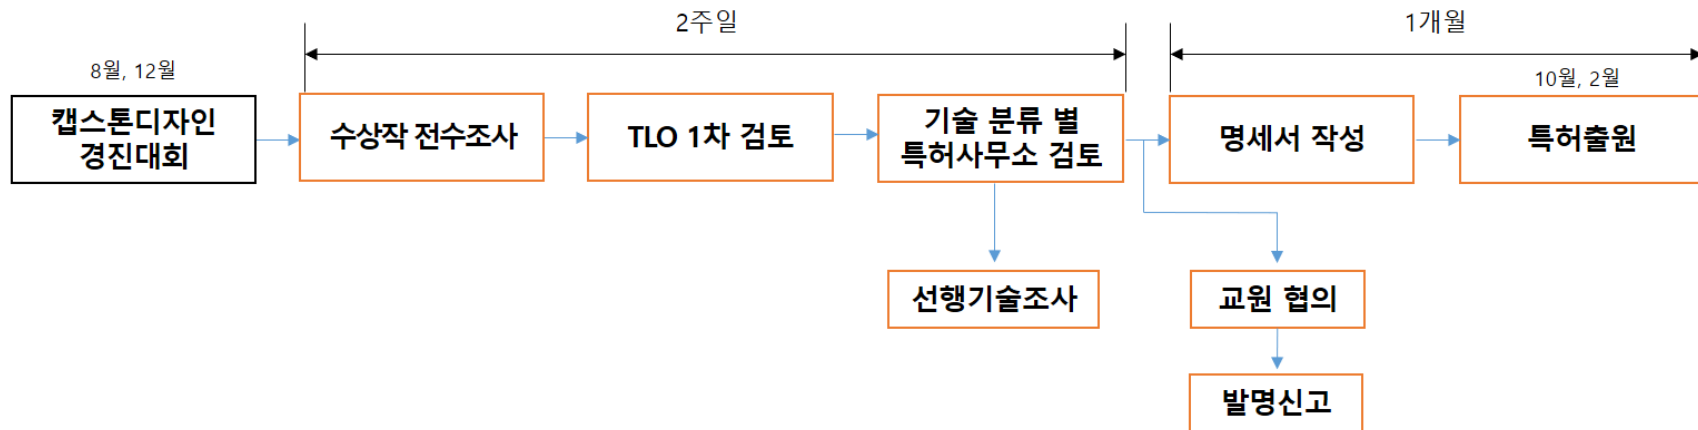 2주일
1개월
8월, 12월
10월, 2월
캡스톤디자인
경진대회
수상작 전수조사
TLO 1차 검토
기술 분류 별
특허사무소 검토
명세서 작성
특허출원
선행기술조사
교원 협의
발명신고